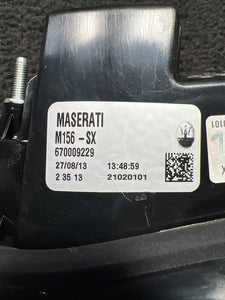 MASERATI
M156 - SX
670009229
27/08/13 13:48:59
2 35 13 21020101